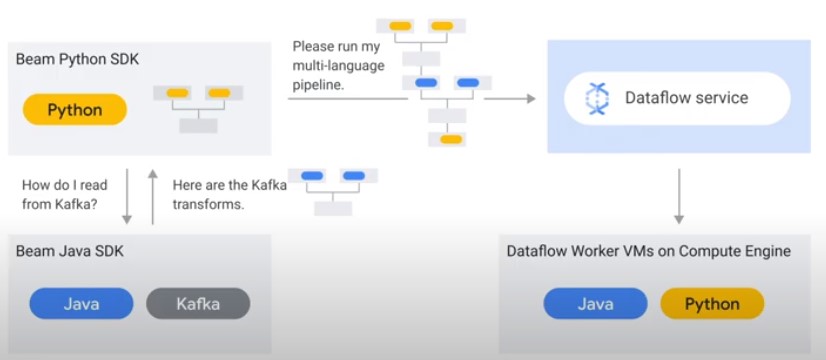 Beam Python SDK
Python
Please run my
multi-language
pipeline.
Dataflow service
How do I read
from Kafka?
Here are the Kafka
transforms.
Beam Java SDK
Java
Kafka
Dataflow Worker VMs on Compute Engine
Java
Python